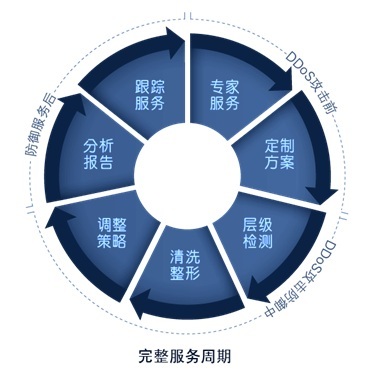 跟踪
服务
专家
服务
DDoS攻击前
定制
方案
层级
检测
DDoS攻击防御中
清洗
整形
调整
策略
分析
报告
防御服务后
完整服务周期